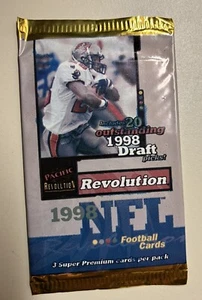 Includes 20
outstanding
1998
Draft
picks!
PACIFIC
REVOLUTION
Revolution
1998
NFL
Football
Cards
3 Super Premium cards per pack